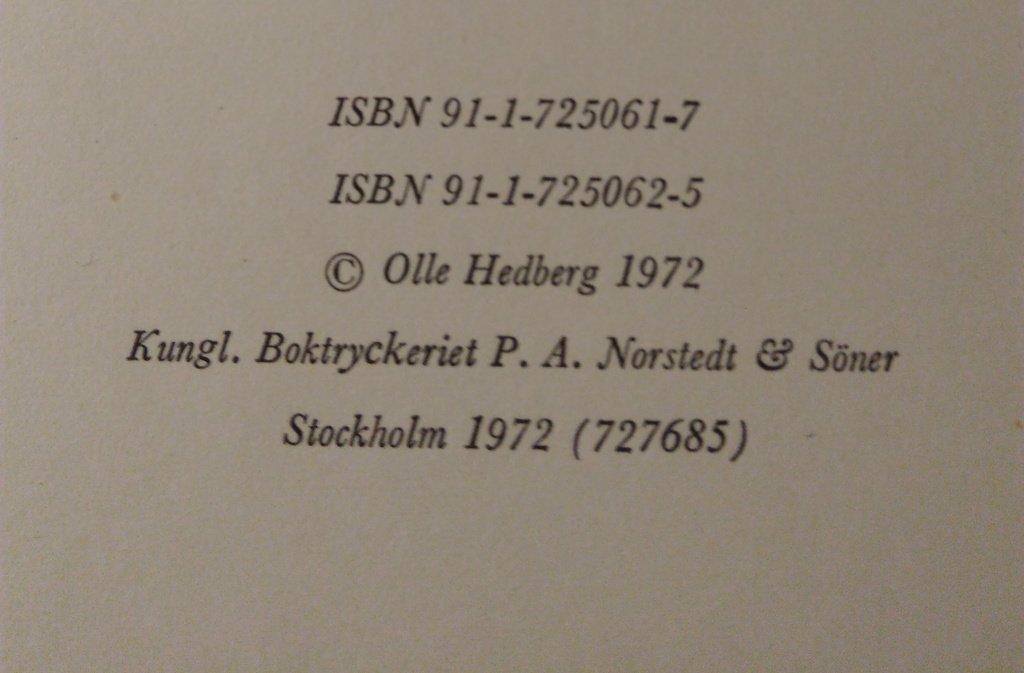 ISBN 91-1-725061-7
ISBN 91-1-725062-5
© Olle Hedberg 1972
Kungl. Boktryckeriet P. A. Norstedt & Söner
Stockholm 1972 (727685)